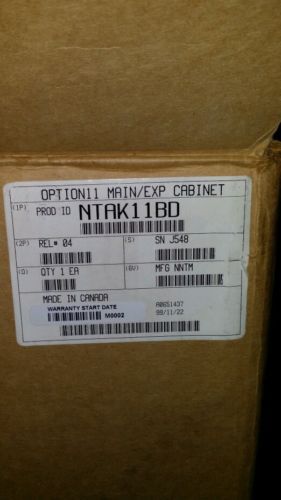 OPTION11 MAIN/EXP CABINET
(1P) PROD ID NTAK11BD
(2P) REL# 04 (S) SN J548
(Q) QTY 1 EA (6V) MFG NNTM
MADE IN CANADA
WARRANTY START DATE A0651437
M0002 99/11/22